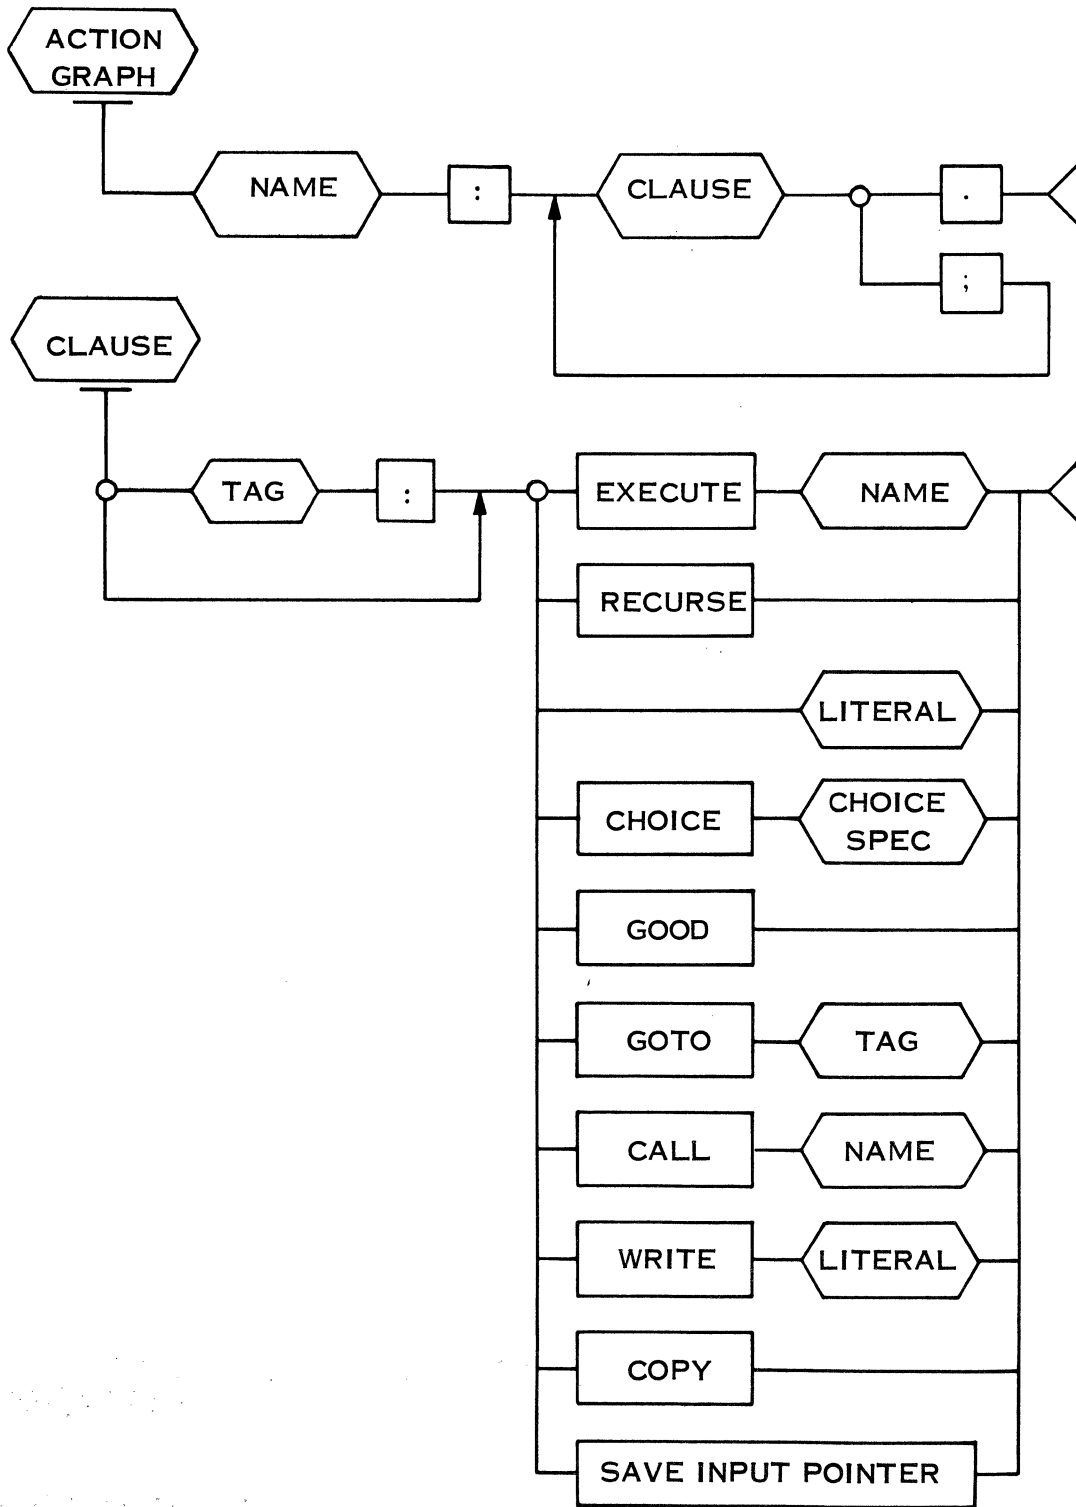 ACTION
GRAPH
NAME : CLAUSE .
;
CLAUSE
TAG : EXECUTE NAME
RECURSE
LITERAL
CHOICE CHOICE
SPEC
GOOD
GOTO TAG
CALL NAME
WRITE LITERAL
COPY
SAVE INPUT POINTER